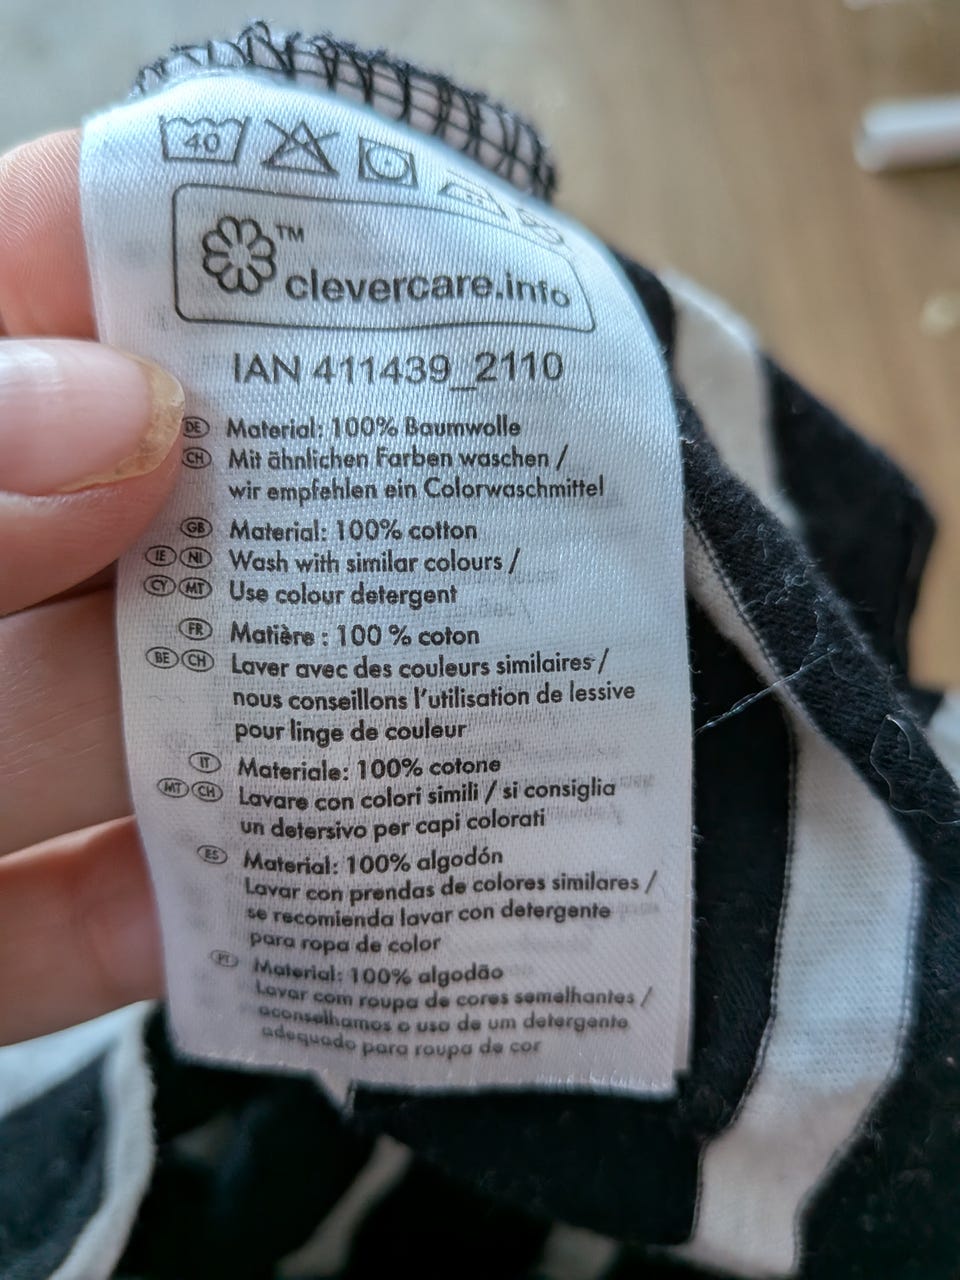 40
™
clevercare.info
IAN 411439_2110
DE Material: 100% Baumwolle
CH Mit ähnlichen Farben waschen /
wir empfehlen ein Colorwaschmittel
GB Material: 100% cotton
IE NI Wash with similar colours /
CY MT Use colour detergent
FR Matière : 100 % coton
BE CH Laver avec des couleurs similaires /
nous conseillons l'utilisation de lessive
pour linge de couleur
IT Materiale: 100% cotone
MT CH Lavare con colori simili / si consiglia
un detersivo per capi colorati
ES Material: 100% algodón
Lavar con prendas de colores similares /
se recomienda lavar con detergente
para ropa de color
PT Material: 100% algodão
Lavar com roupa de cores semelhantes /
aconselhamos o uso de um detergente
adequado para roupa de cor